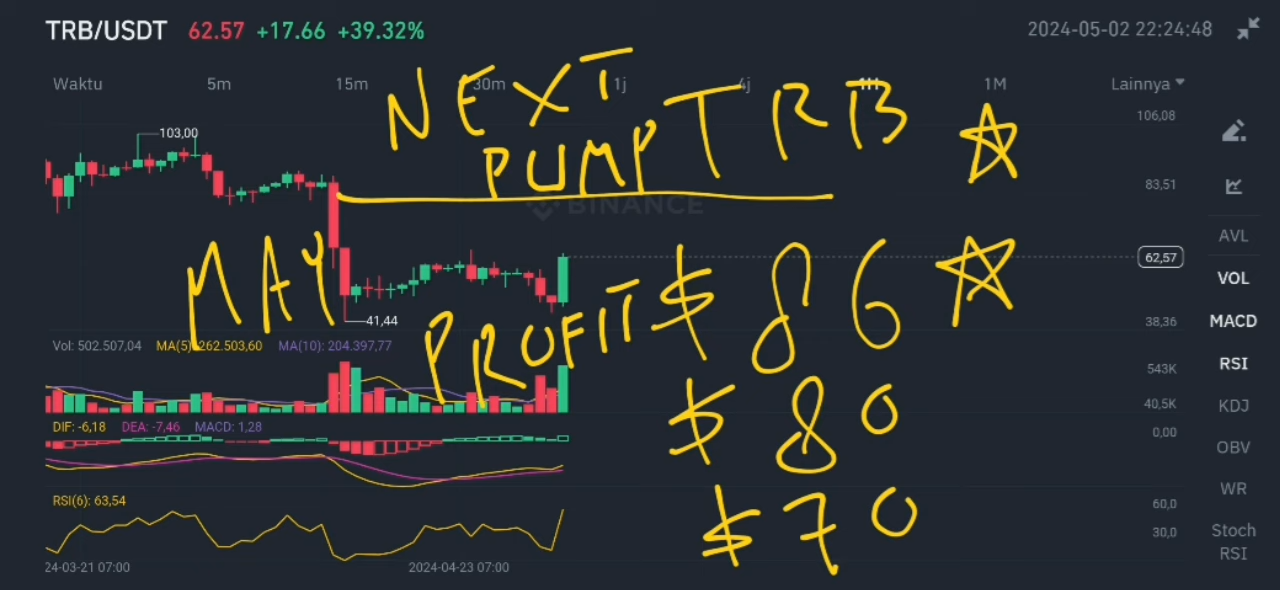 TRB/USDT 62.57 +17.66 +39.32% 2024-05-02 22:24:48
Waktu 5m 15m 30m 1j 4j 1H 1M Lainnya
NEXT
PUMP TRB
106,08
103,00
83,51
BINANCE
AVL
62,57
VOL
MAY
PROFIT $86
41,44
38,36
MACD
Vol: 502.507,04 MA(5): 262.503,60 MA(10): 204.397,77
RSI
543K
$80
40,5K
KDJ
DIF: -6,18 DEA: -7,46 MACD: 1,28
0,00
OBV
RSI(6): 63,54
$70
WR
60,0
30,0
Stoch
RSI
24-03-21 07:00 2024-04-23 07:00